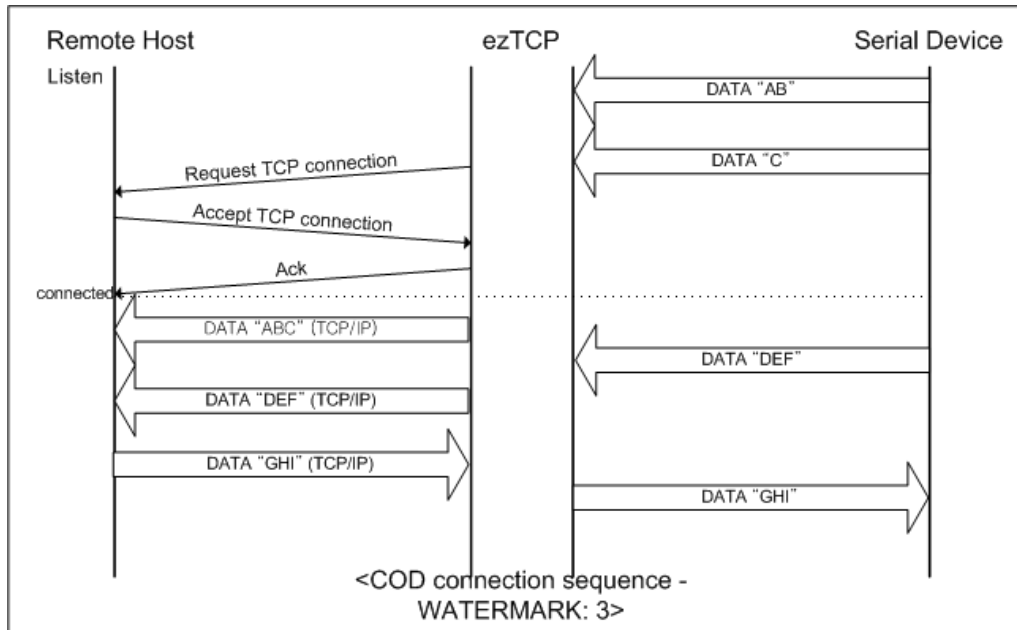 Remote Host
ezTCP
Serial Device
Listen
DATA “AB”
DATA “C”
Request TCP connection
Accept TCP connection
Ack
connected
DATA “ABC” (TCP/IP)
DATA “DEF”
DATA “DEF” (TCP/IP)
DATA “GHI” (TCP/IP)
DATA “GHI”
<COD connection sequence -
WATERMARK: 3>